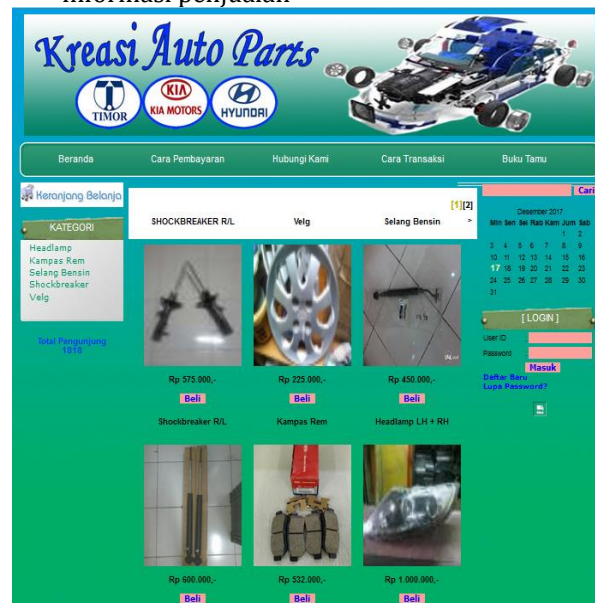 informasi penjualan
Kreasi Auto Parts
TIMOR
KIA
KIA MOTORS
HYUNDAI
Beranda Cara Pembayaran Hubungi Kami Cara Transaksi Buku Tamu
Keranjang Belanja
KATEGORI
Headlamp
Kampas Rem
Selang Bensin
Shockbreaker
Velg
Total Pengunjung
1818
[1][2]
>
SHOCKBREAKER R/L Velg Selang Bensin
Rp 575.000,- Rp 225.000,- Rp 450.000,-
Beli Beli Beli
Shockbreaker R/L Kampas Rem Headlamp LH + RH
Rp 600.000,- Rp 532.000,- Rp 1.000.000,-
Beli Beli Beli
Cari
Desember 2017
Min Sen Sel Rab Kam Jum Sab
1 2
3 4 5 6 7 8 9
10 11 12 13 14 15 16
17 18 19 20 21 22 23
24 25 26 27 28 29 30
31
[ LOGIN ]
User ID
Password
Masuk
Daftar Baru
Lupa Password?